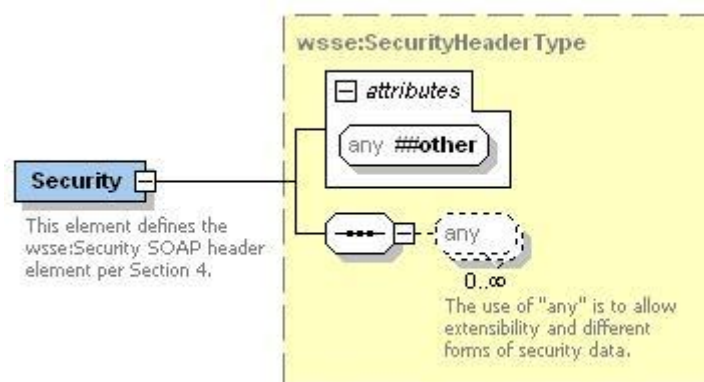 wsse:SecurityHeaderType
attributes
any ##other
Security
This element defines the
wsse:Security SOAP header
element per Section 4.
any
0..∞
The use of "any" is to allow
extensibility and different
forms of security data.